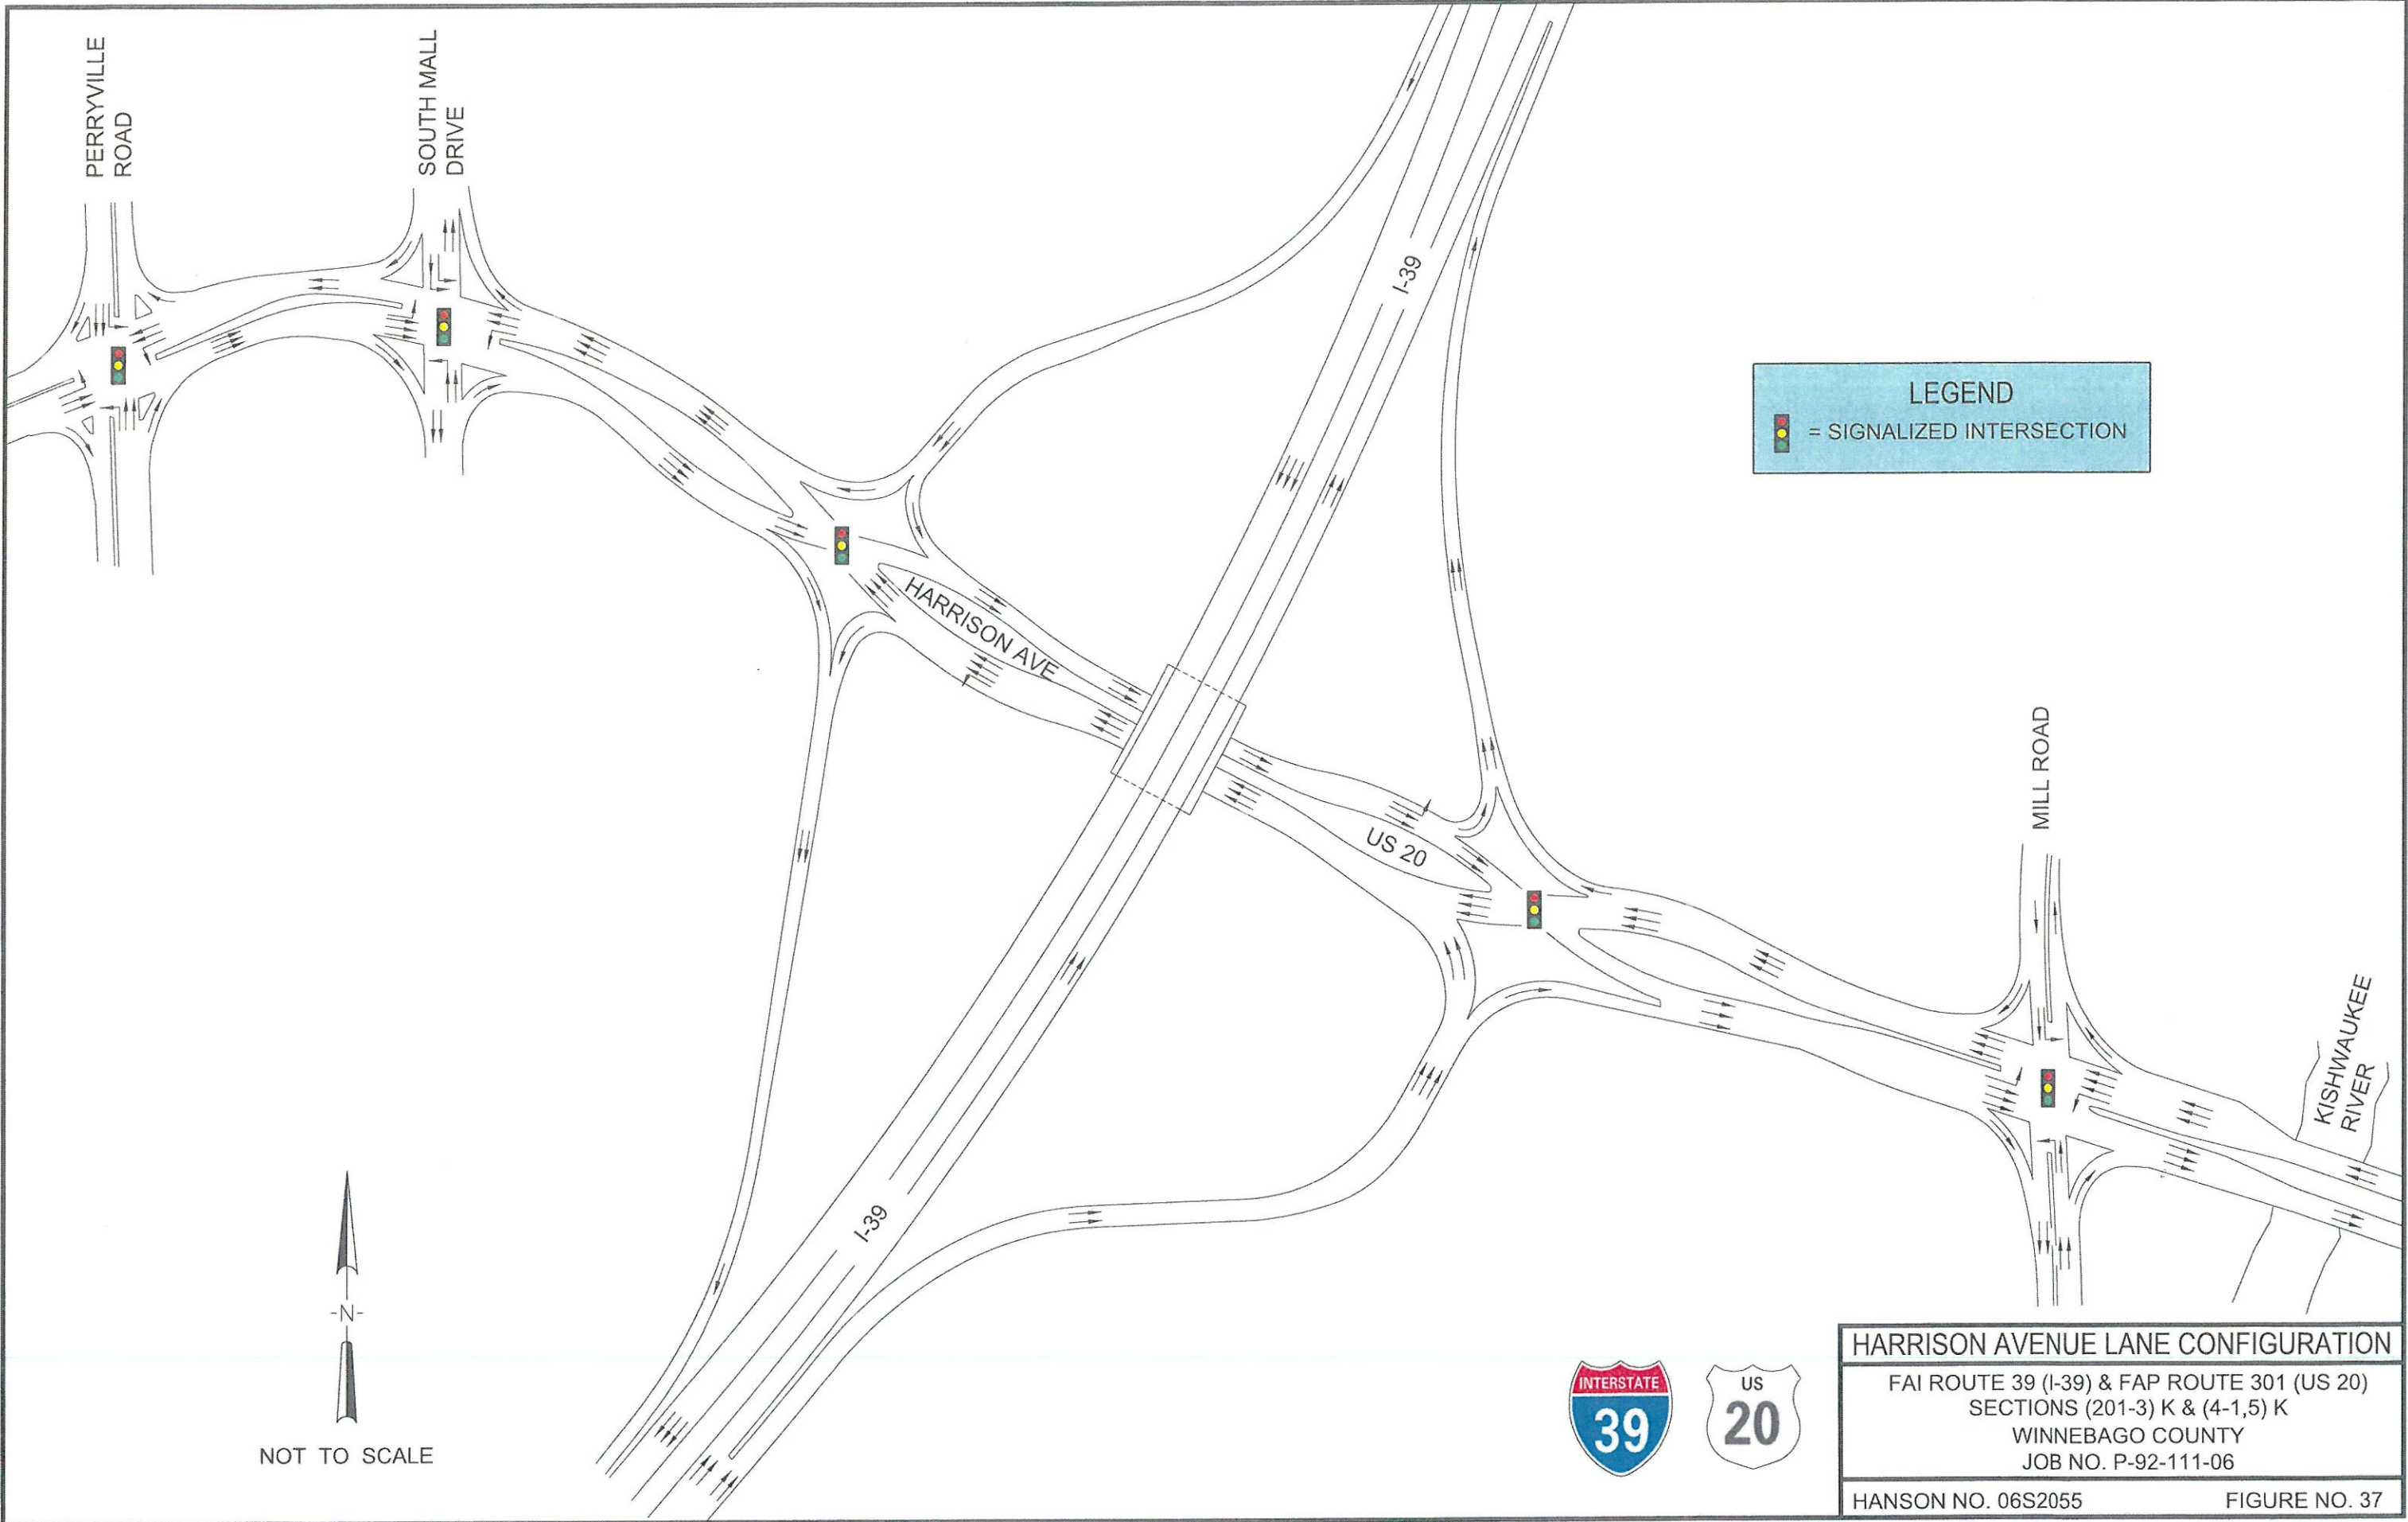 PERRYVILLE
ROAD
SOUTH MALL
DRIVE
I-39
LEGEND
= SIGNALIZED INTERSECTION
HARRISON AVE
US 20
MILL ROAD
KISHWAUKEE
RIVER
I-39
-N-
NOT TO SCALE
INTERSTATE
39
US
20
HARRISON AVENUE LANE CONFIGURATION
FAI ROUTE 39 (I-39) & FAP ROUTE 301 (US 20)
SECTIONS (201-3) K & (4-1,5) K
WINNEBAGO COUNTY
JOB NO. P-92-111-06
HANSON NO. 06S2055
FIGURE NO. 37